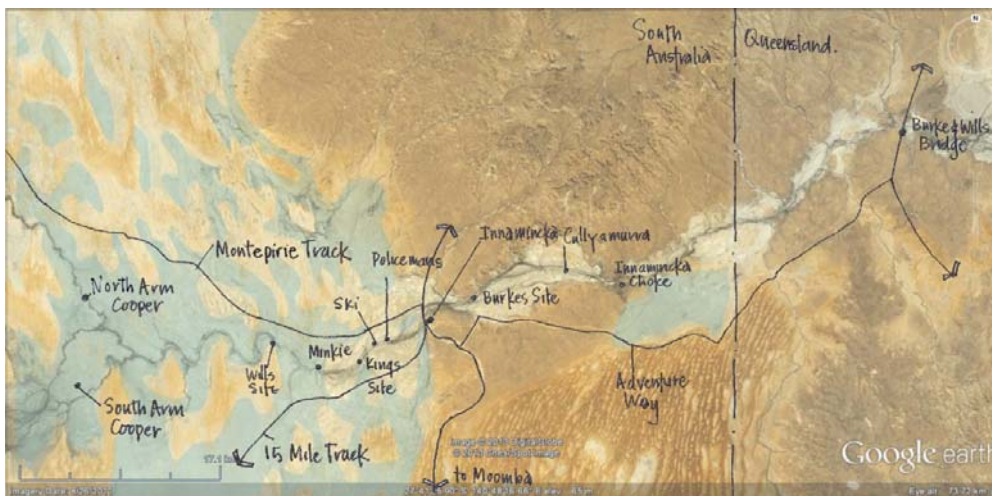 South
Australia
Queensland.
Burke & Wills
Bridge
Innamincka
Cullyamurra
Policemans
Montepirie Track
Innamincka
Choke
North Arm
Cooper
Ski
Burkes Site
Minkie
Kings
Site
Wills
Site
Adventure
Way
South Arm
Cooper
15 Mile Track
to Moomba
Google earth